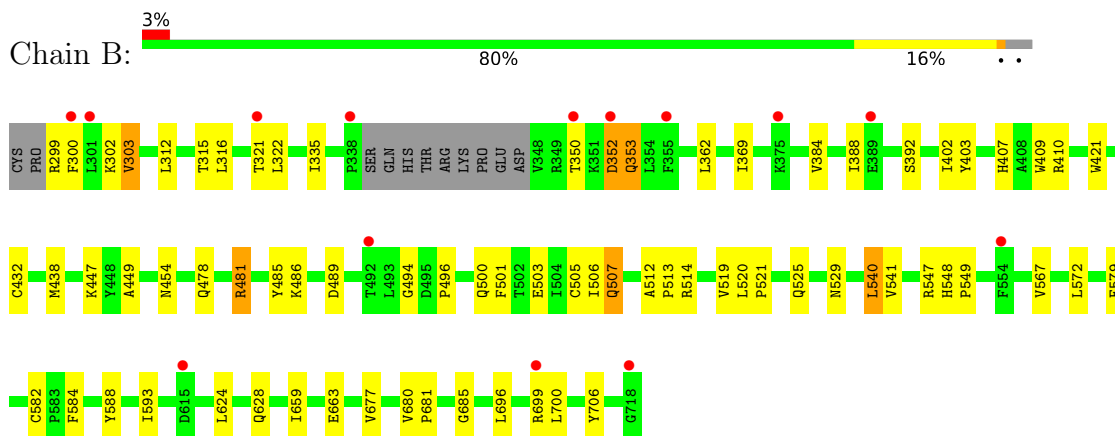 3%
Chain B:
80% 16% • •
CYS PRO R299 F300 L301 K302 V303 L312 T315 L316 T321 L322 I335 P338 SER GLN HIS THR ARG LYS PRO GLU ASP V348 R349 T350 K351 D352 Q353 L354 F355 L362 I369 K375 V384 I388 E389 S392 I402 Y403 H407 A408 W409 R410 W421
C432 M438 K447 Y448 A449 N454 Q478 R481 Y485 K486 D489 T492 L493 G494 D495 P496 Q500 F501 T502 E503 I504 C505 I506 Q507 A512 P513 R514 V519 L520 P521 Q525 N529 L540 V541 R547 H548 P549 F554 V567 L572
C582 P583 F584 Y588 I593 D615 L624 Q628 I659 E663 V677 V680 P681 G685 L696 R699 L700 Y706 G718